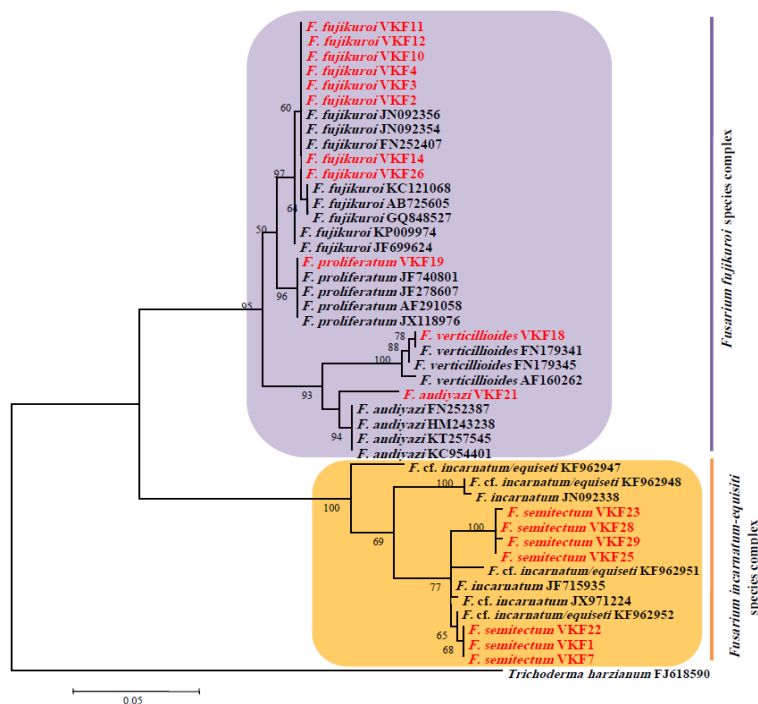 F. fujikuroi VKF11
F. fujikuroi VKF12
F. fujikuroi VKF10
F. fujikuroi VKF4
F. fujikuroi VKF3
F. fujikuroi VKF2
60
F. fujikuroi JN092356
F. fujikuroi JN092354
F. fujikuroi FN252407
F. fujikuroi VKF14
97
F. fujikuroi VKF26
F. fujikuroi KC121068
64
F. fujikuroi AB725605
F. fujikuroi GQ848527
50
F. fujikuroi KP009974
F. fujikuroi JF699624
F. proliferatum VKF19
F. proliferatum JF740801
96
F. proliferatum JF278607
95
F. proliferatum AF291058
F. proliferatum JX118976
78
F. verticillioides VKF18
88
F. verticillioides FN179341
100
F. verticillioides FN179345
F. verticillioides AF160262
93
F. andiyazi VKF21
F. andiyazi FN252387
F. andiyazi HM243238
94
F. andiyazi KT257545
F. andiyazi KC954401
Fusarium fujikuroi species complex
F. cf. incarnatum/equiseti KF962947
100
F. cf. incarnatum/equiseti KF962948
F. incarnatum JN092338
100
F. semitectum VKF23
100
F. semitectum VKF28
69
F. semitectum VKF29
F. semitectum VKF25
F. cf. incarnatum/equiseti KF962951
77
F. incarnatum JF715935
F. cf. incarnatum JX971224
F. cf. incarnatum/equiseti KF962952
65
F. semitectum VKF22
68
F. semitectum VKF1
F. semitectum VKF7
Fusarium incarnatum-equisiti
species complex
Trichoderma harzianum FJ618590
0.05